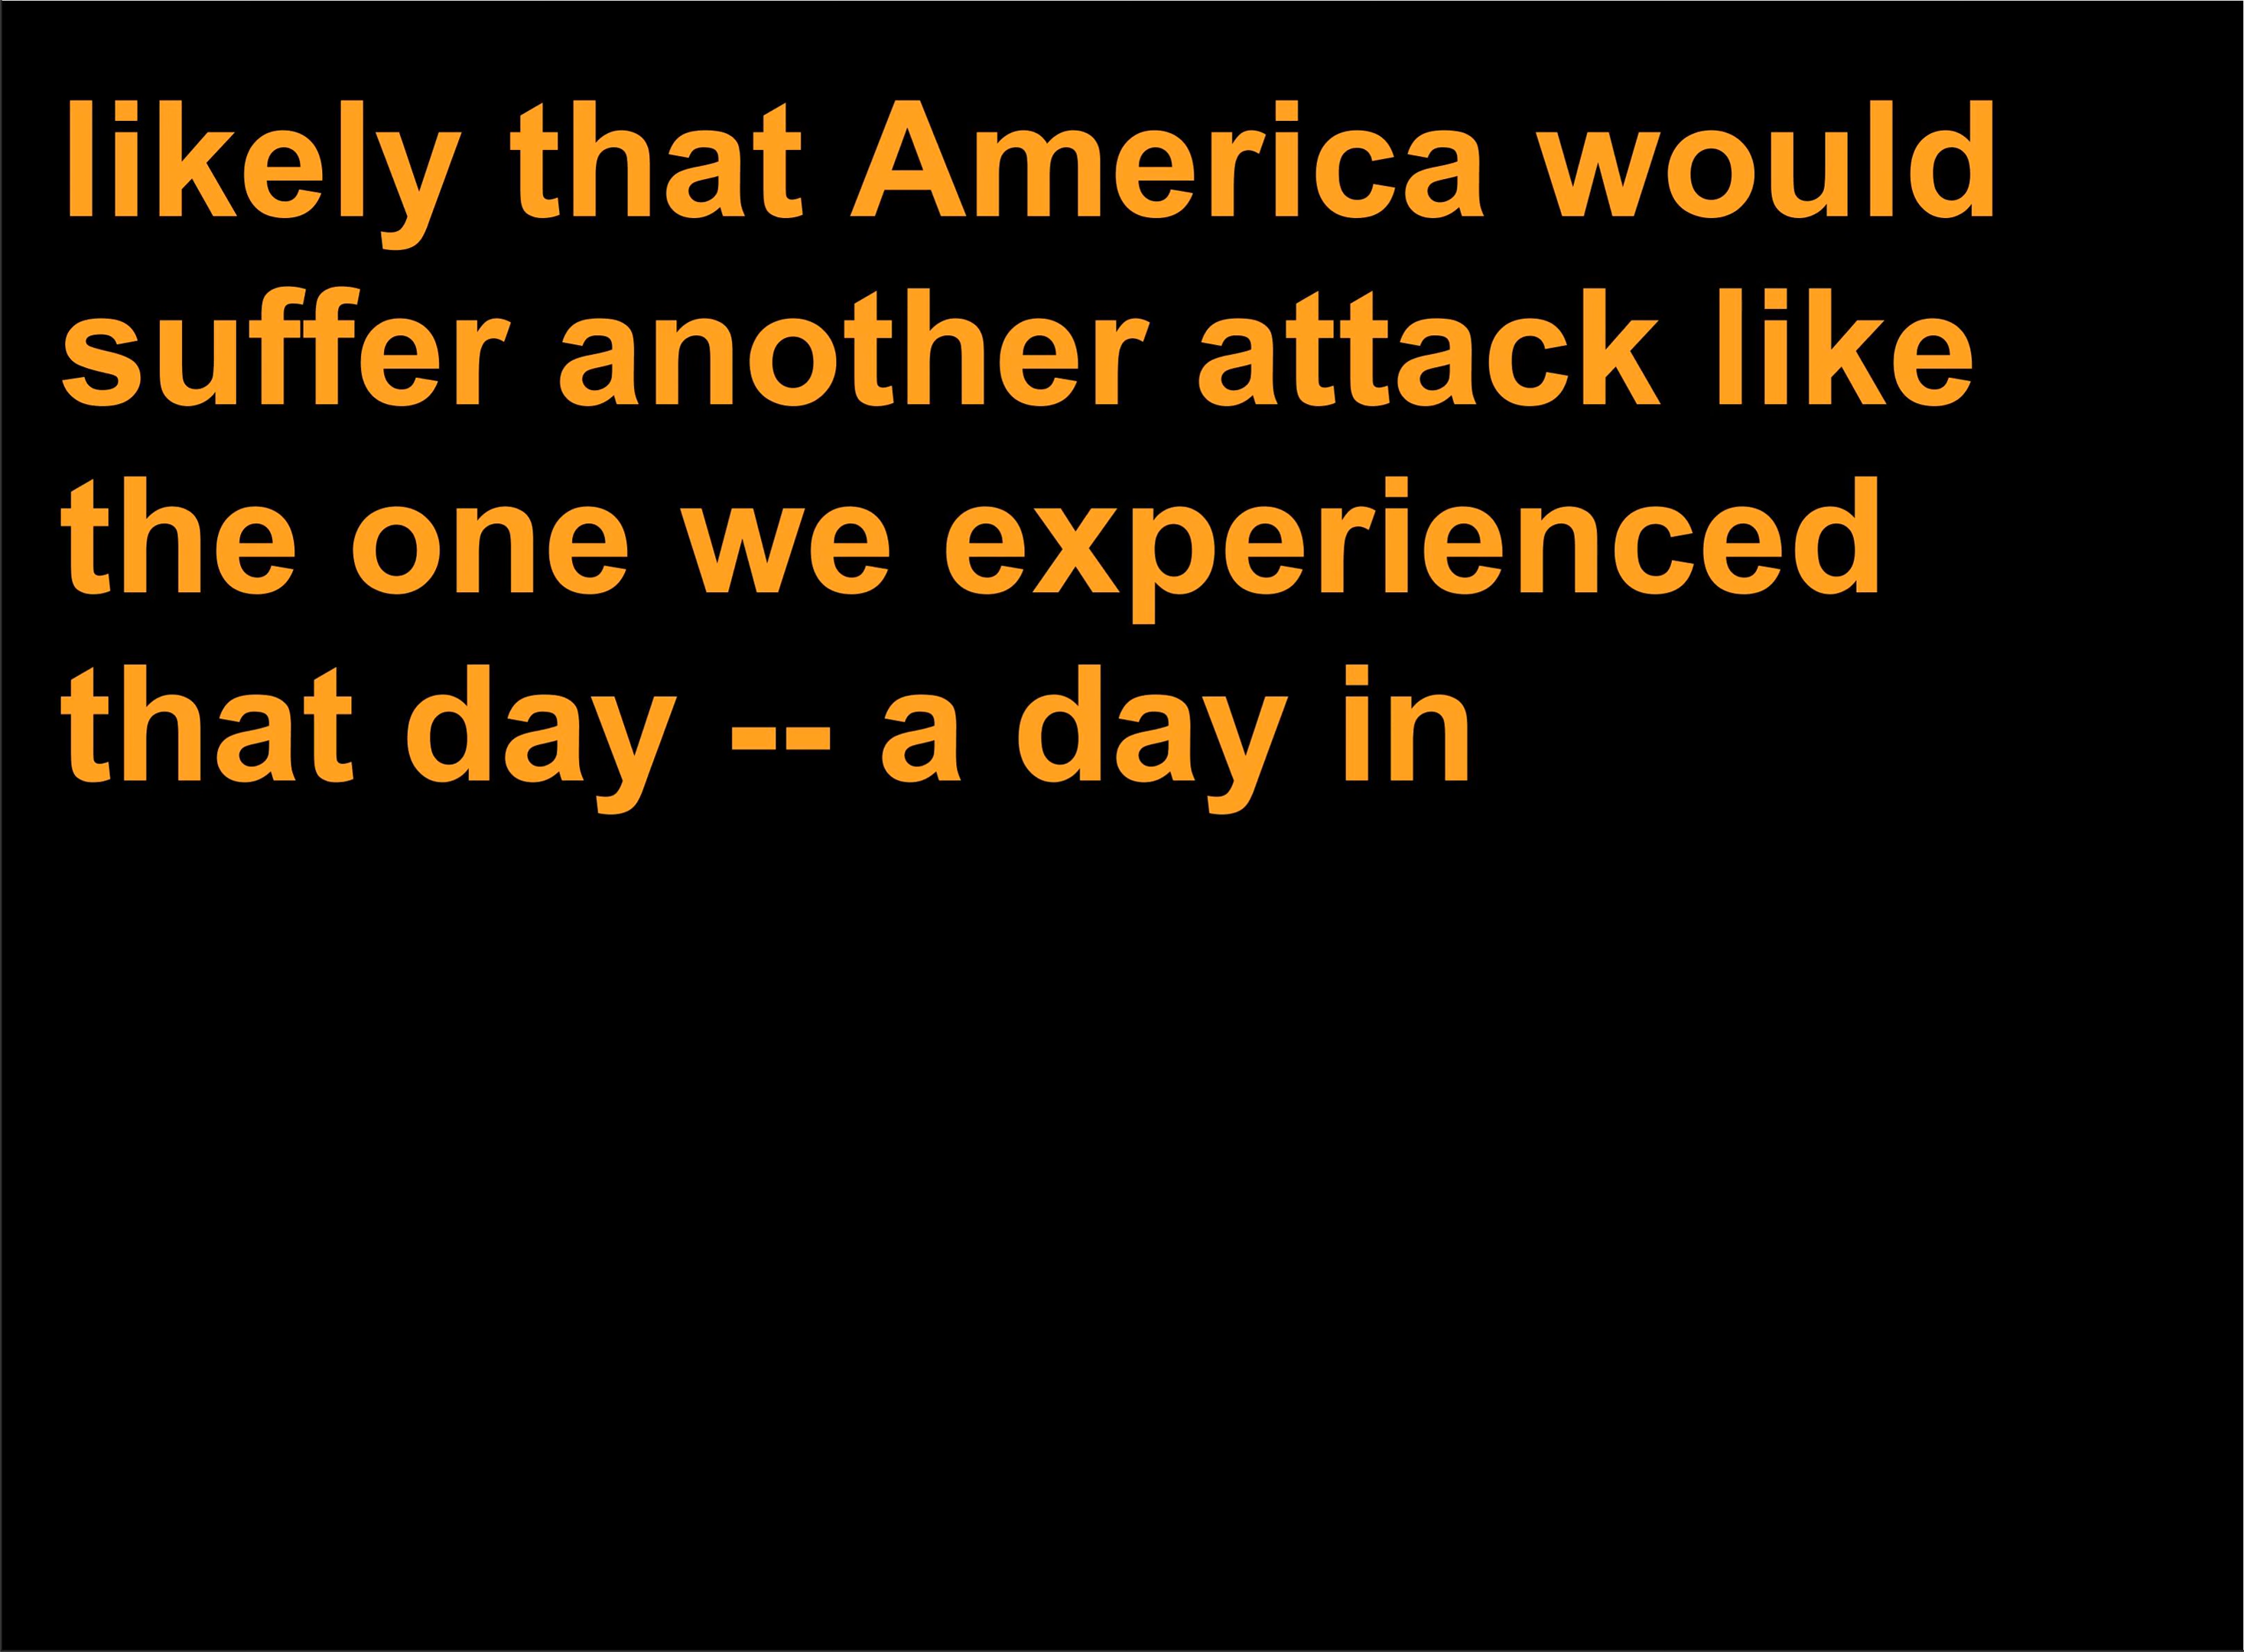 likely that America would
suffer another attack like
the one we experienced
that day -- a day in